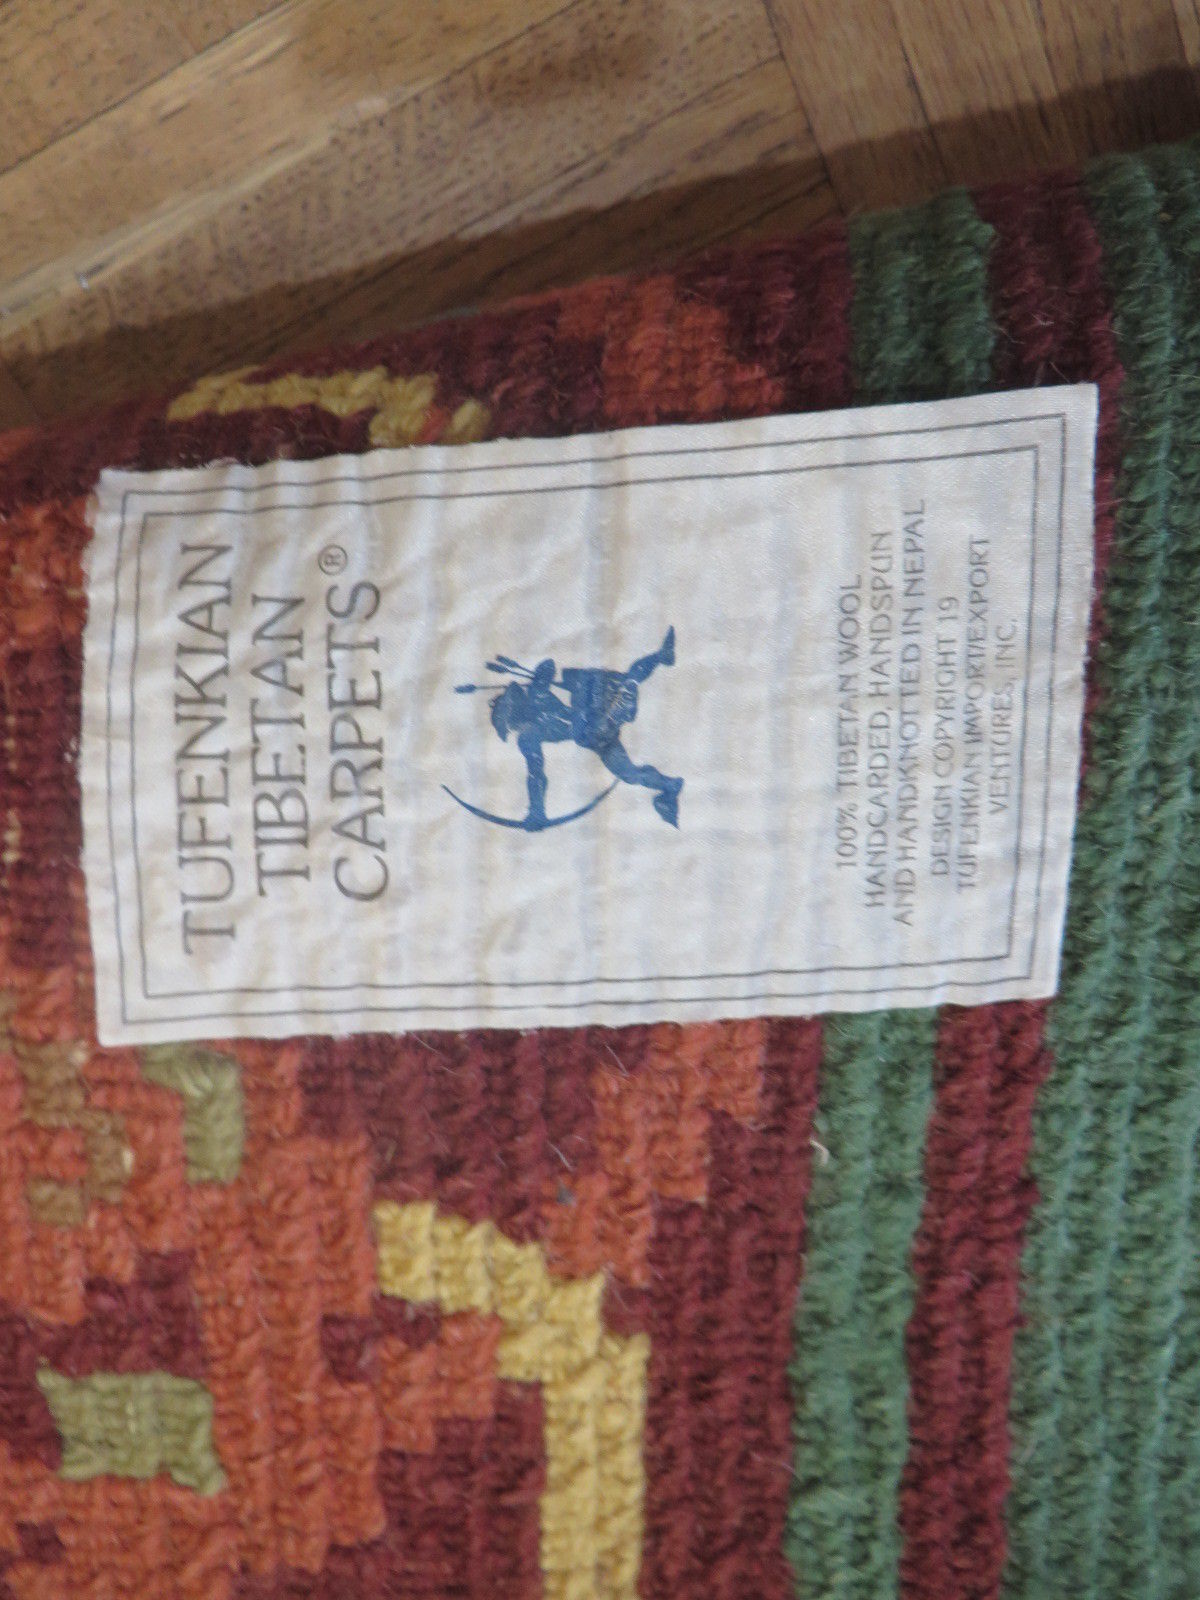 TUFENKIAN
TIBETAN
CARPETS®
100% TIBETAN WOOL
HANDCARDED, HANDSPUN
AND HANDKNOTTED IN NEPAL
DESIGN COPYRIGHT 19
TUFENKIAN IMPORT/EXPORT
VENTURES, INC.